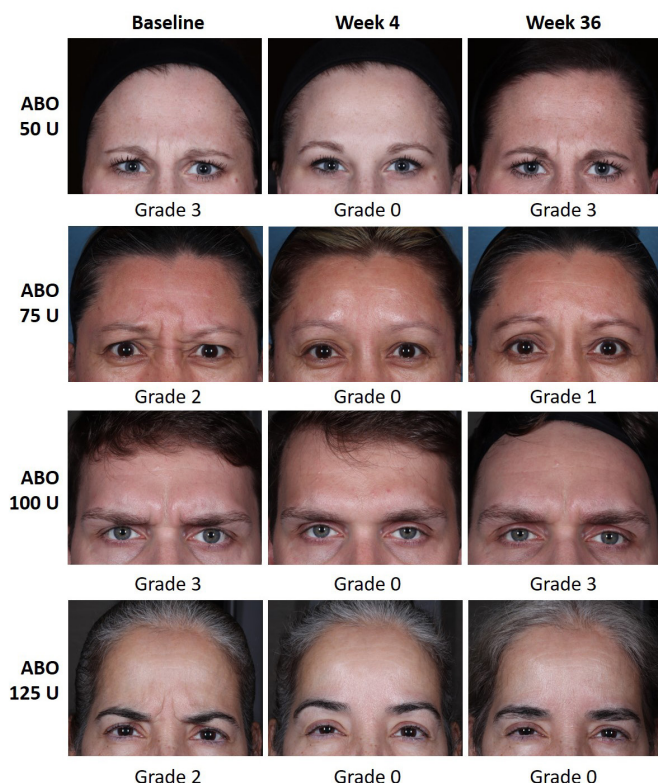 Baseline Week 4 Week 36
ABO
50 U
Grade 3 Grade 0 Grade 3
ABO
75 U
Grade 2 Grade 0 Grade 1
ABO
100 U
Grade 3 Grade 0 Grade 3
ABO
125 U
Grade 2 Grade 0 Grade 0